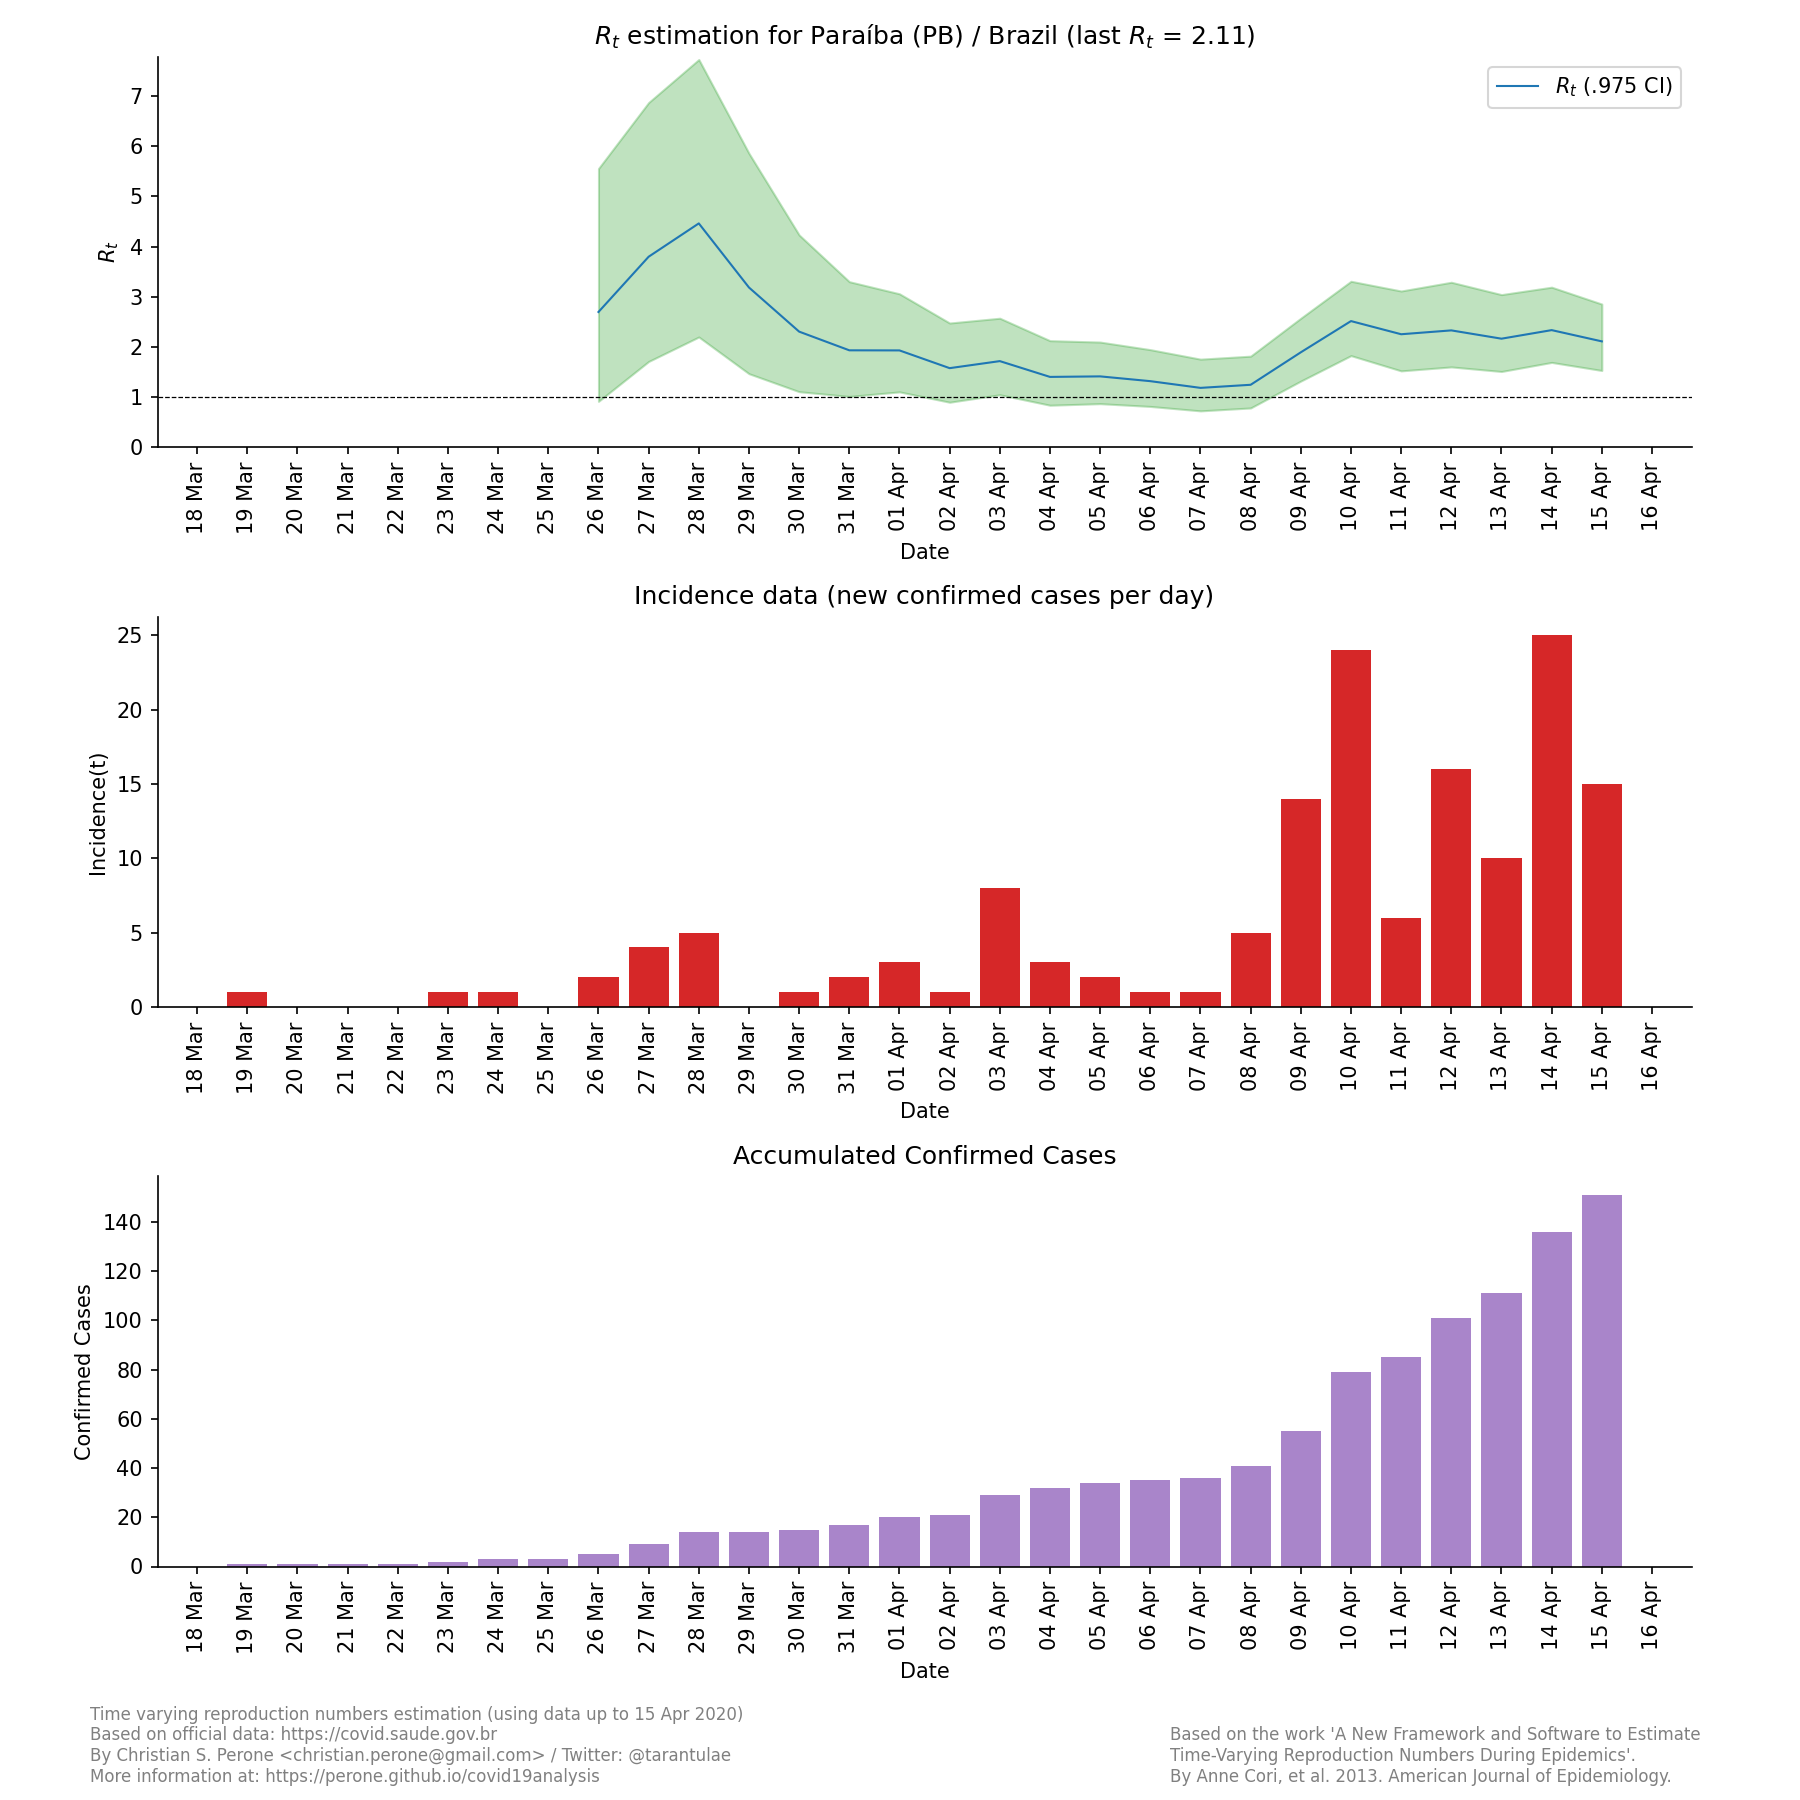 Rt estimation for Paraíba (PB) / Brazil (last Rt = 2.11)
Rt (.975 CI)
Rt
7
6
5
4
3
2
1
0
18 Mar 19 Mar 20 Mar 21 Mar 22 Mar 23 Mar 24 Mar 25 Mar 26 Mar 27 Mar 28 Mar 29 Mar 30 Mar 31 Mar 01 Apr 02 Apr 03 Apr 04 Apr 05 Apr 06 Apr 07 Apr 08 Apr 09 Apr 10 Apr 11 Apr 12 Apr 13 Apr 14 Apr 15 Apr 16 Apr
Date
Incidence data (new confirmed cases per day)
Incidence(t)
25
20
15
10
5
0
18 Mar 19 Mar 20 Mar 21 Mar 22 Mar 23 Mar 24 Mar 25 Mar 26 Mar 27 Mar 28 Mar 29 Mar 30 Mar 31 Mar 01 Apr 02 Apr 03 Apr 04 Apr 05 Apr 06 Apr 07 Apr 08 Apr 09 Apr 10 Apr 11 Apr 12 Apr 13 Apr 14 Apr 15 Apr 16 Apr
Date
Accumulated Confirmed Cases
Confirmed Cases
140
120
100
80
60
40
20
0
18 Mar 19 Mar 20 Mar 21 Mar 22 Mar 23 Mar 24 Mar 25 Mar 26 Mar 27 Mar 28 Mar 29 Mar 30 Mar 31 Mar 01 Apr 02 Apr 03 Apr 04 Apr 05 Apr 06 Apr 07 Apr 08 Apr 09 Apr 10 Apr 11 Apr 12 Apr 13 Apr 14 Apr 15 Apr 16 Apr
Date
Time varying reproduction numbers estimation (using data up to 15 Apr 2020)
Based on official data: https://covid.saude.gov.br
By Christian S. Perone <christian.perone@gmail.com> / Twitter: @tarantulae
More information at: https://perone.github.io/covid19analysis
Based on the work 'A New Framework and Software to Estimate
Time-Varying Reproduction Numbers During Epidemics'.
By Anne Cori, et al. 2013. American Journal of Epidemiology.